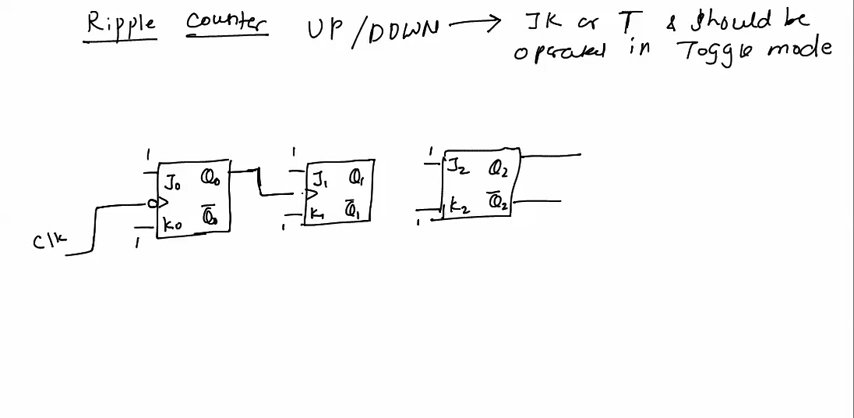 Ripple Counter UP/DOWN → JK or T & should be
operated in Toggle mode
1 1 1
J0 Q0 J1 Q1 J2 Q2
K0 Q̅0 K1 Q̅1 K2 Q̅2
1 1 1
Clk